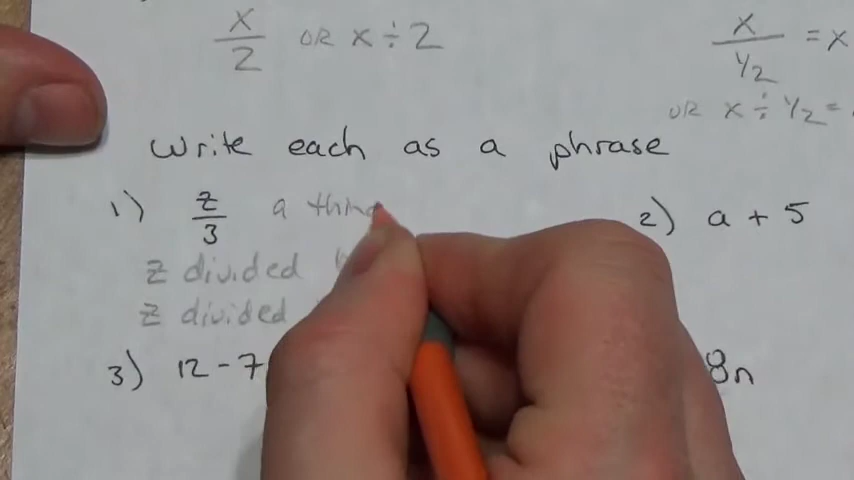 x/2 OR x ÷ 2
x/½ = x
OR x ÷ ½ =
Write each as a phrase
1) z/3 a
2) a + 5
z divided
z divided
3) 12 - 7
8n